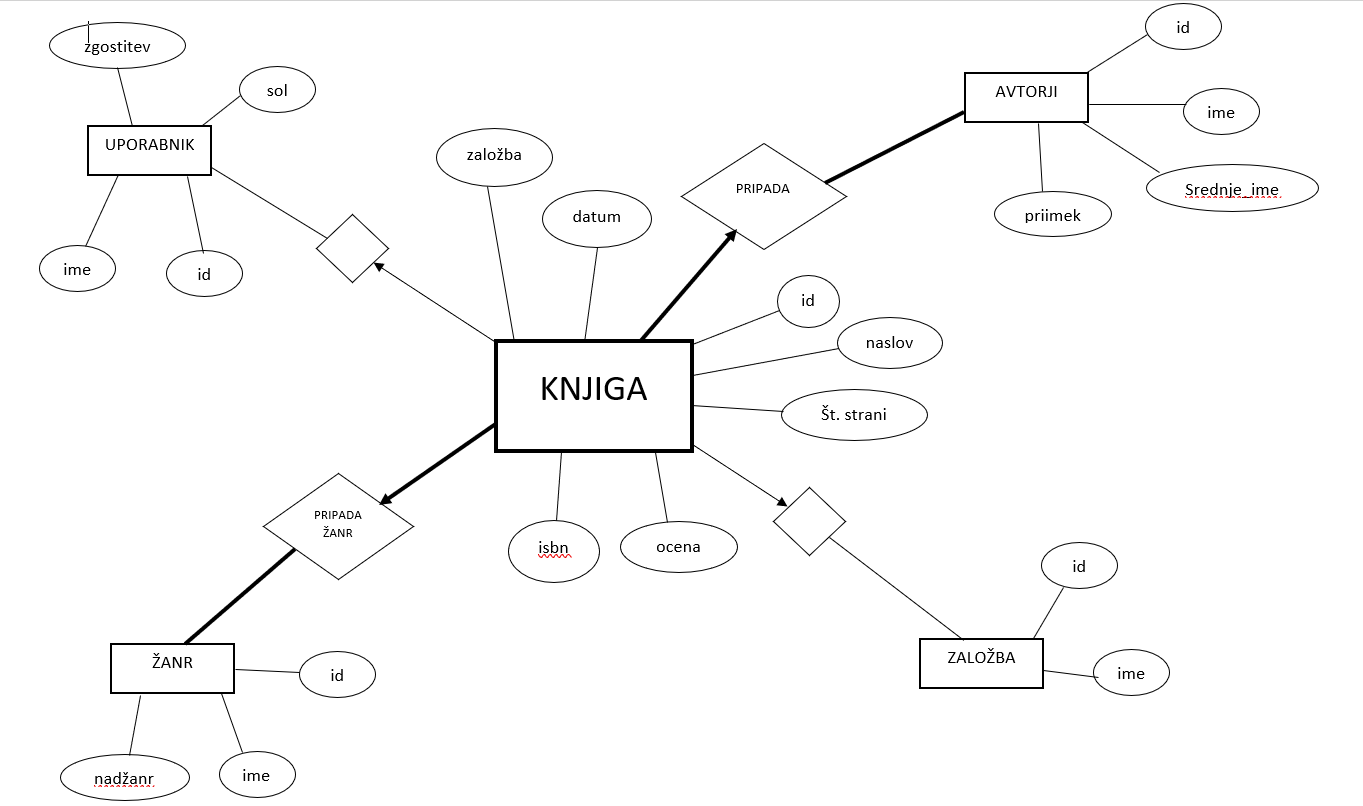 id
zgostitev
sol
AVTORJI
ime
UPORABNIK
založba
PRIPADA
Srednje_ime
datum
priimek
ime
id
id
naslov
KNJIGA
Št. strani
PRIPADA
ŽANR
isbn
ocena
id
ŽANR
ZALOŽBA
id
ime
nadžanr
ime